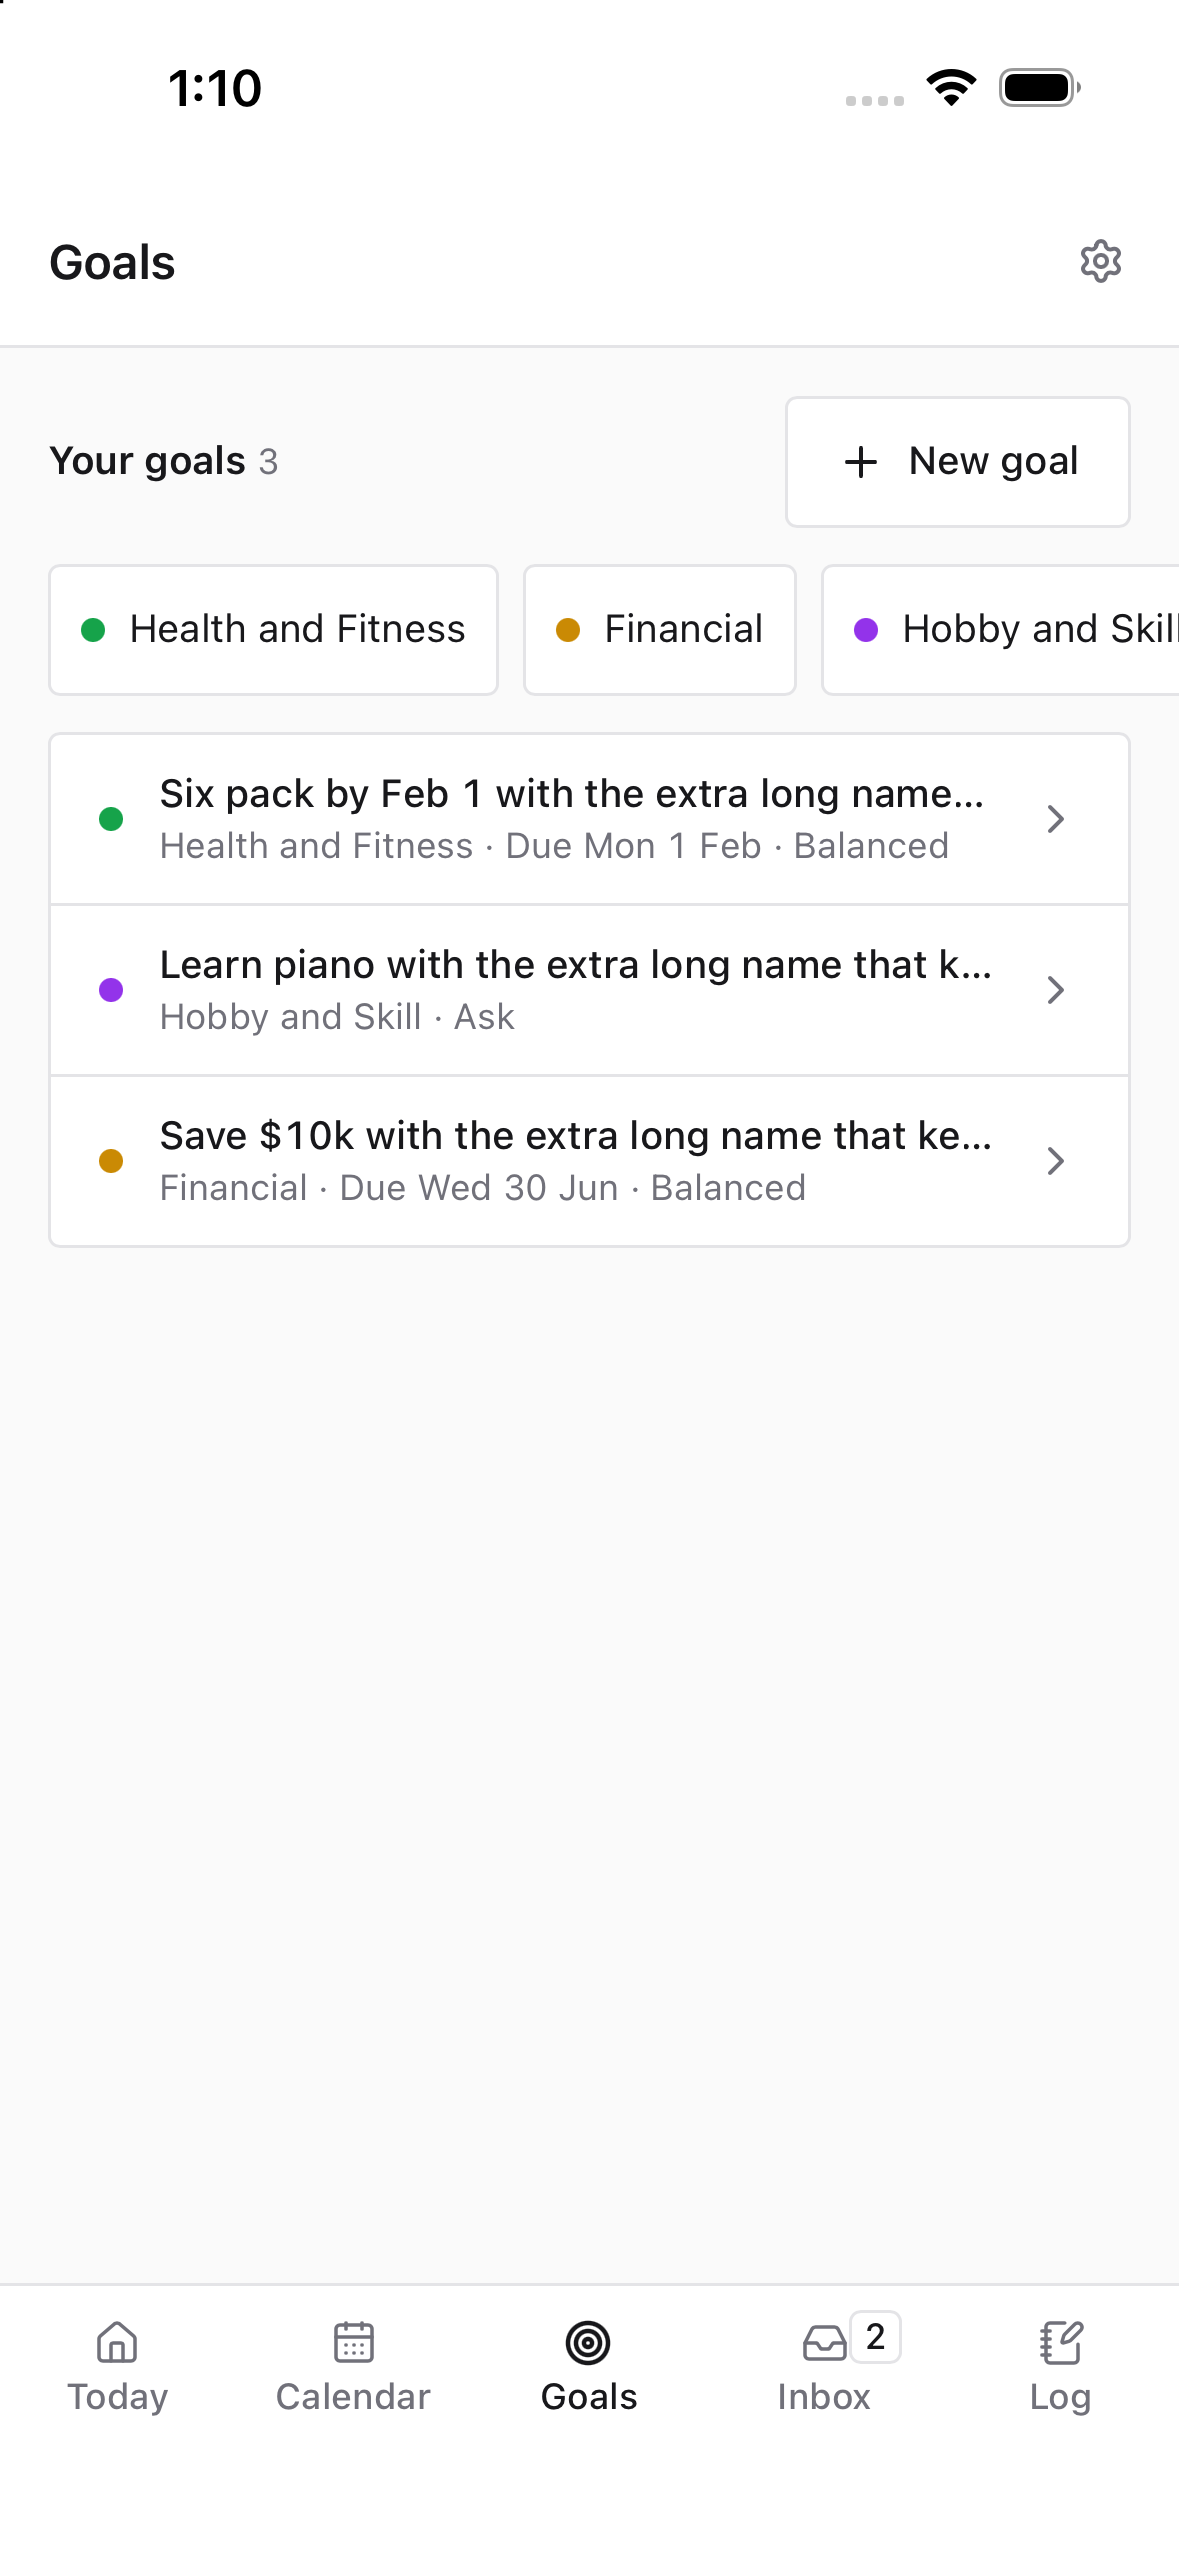 1:10
Goals
Your goals 3
New goal
Health and Fitness
Financial
Hobby and Skill
Six pack by Feb 1 with the extra long name...
Health and Fitness · Due Mon 1 Feb · Balanced
Learn piano with the extra long name that k...
Hobby and Skill · Ask
Save $10k with the extra long name that ke...
Financial · Due Wed 30 Jun · Balanced
2
Today
Calendar
Goals
Inbox
Log